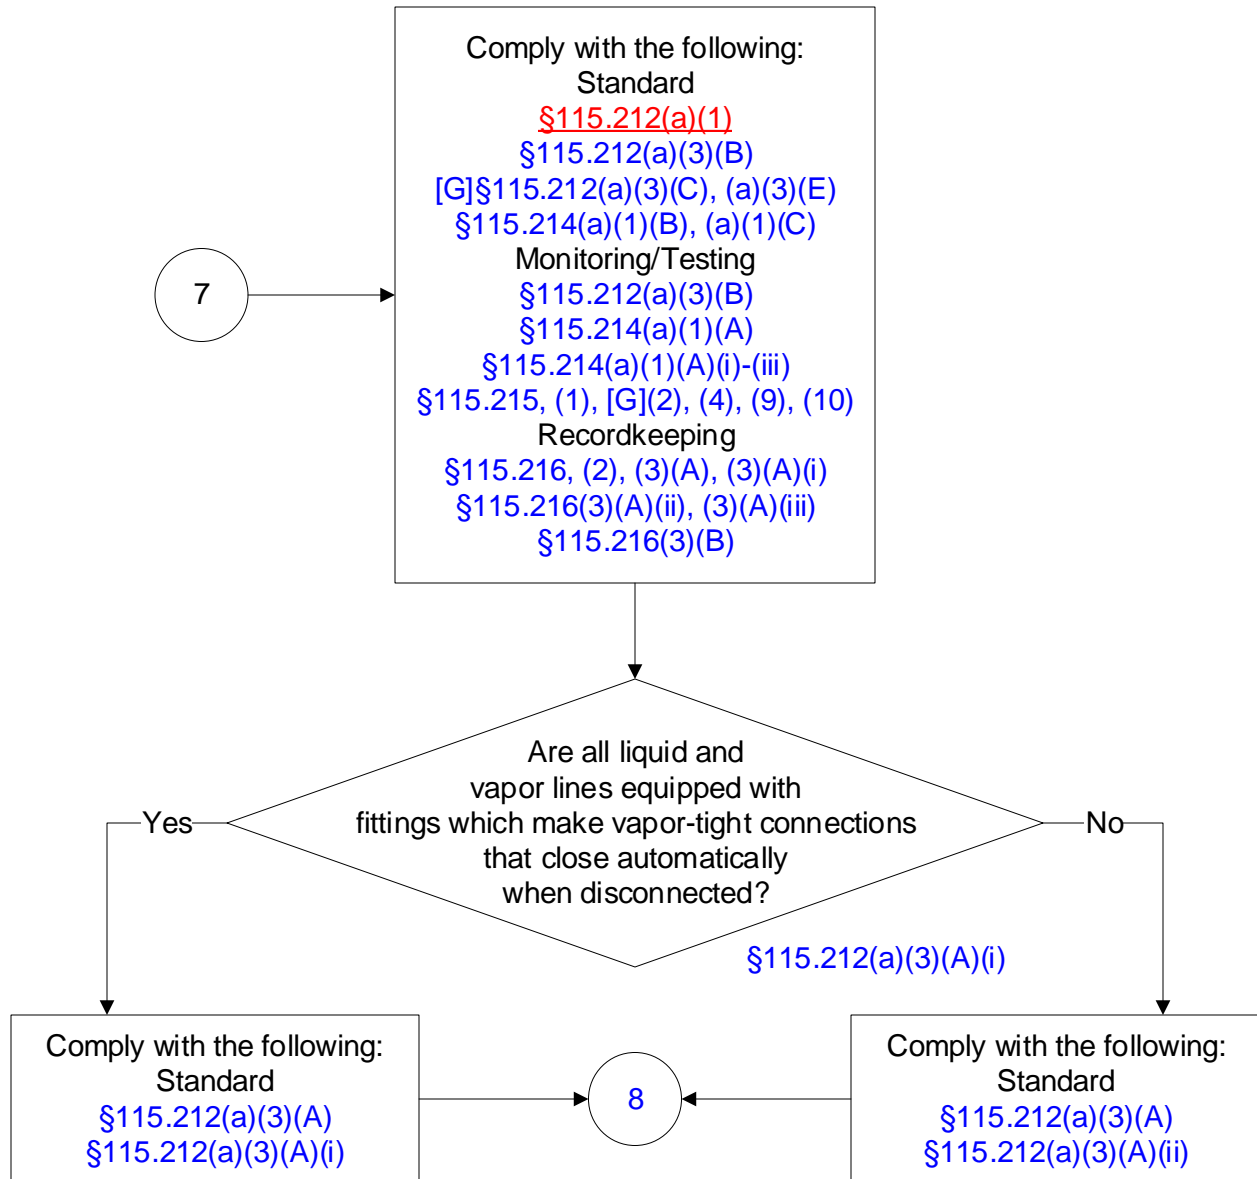 Comply with the following:
Standard
§115.212(a)(1)
§115.212(a)(3)(B)
[G]§115.212(a)(3)(C), (a)(3)(E)
§115.214(a)(1)(B), (a)(1)(C)
Monitoring/Testing
§115.212(a)(3)(B)
§115.214(a)(1)(A)
§115.214(a)(1)(A)(i)-(iii)
§115.215, (1), [G](2), (4), (9), (10)
Recordkeeping
§115.216, (2), (3)(A), (3)(A)(i)
§115.216(3)(A)(ii), (3)(A)(iii)
§115.216(3)(B)
7
Are all liquid and
vapor lines equipped with
fittings which make vapor-tight connections
that close automatically
when disconnected?
Yes
No
§115.212(a)(3)(A)(i)
Comply with the following:
Standard
§115.212(a)(3)(A)
§115.212(a)(3)(A)(i)
8
Comply with the following:
Standard
§115.212(a)(3)(A)
§115.212(a)(3)(A)(ii)